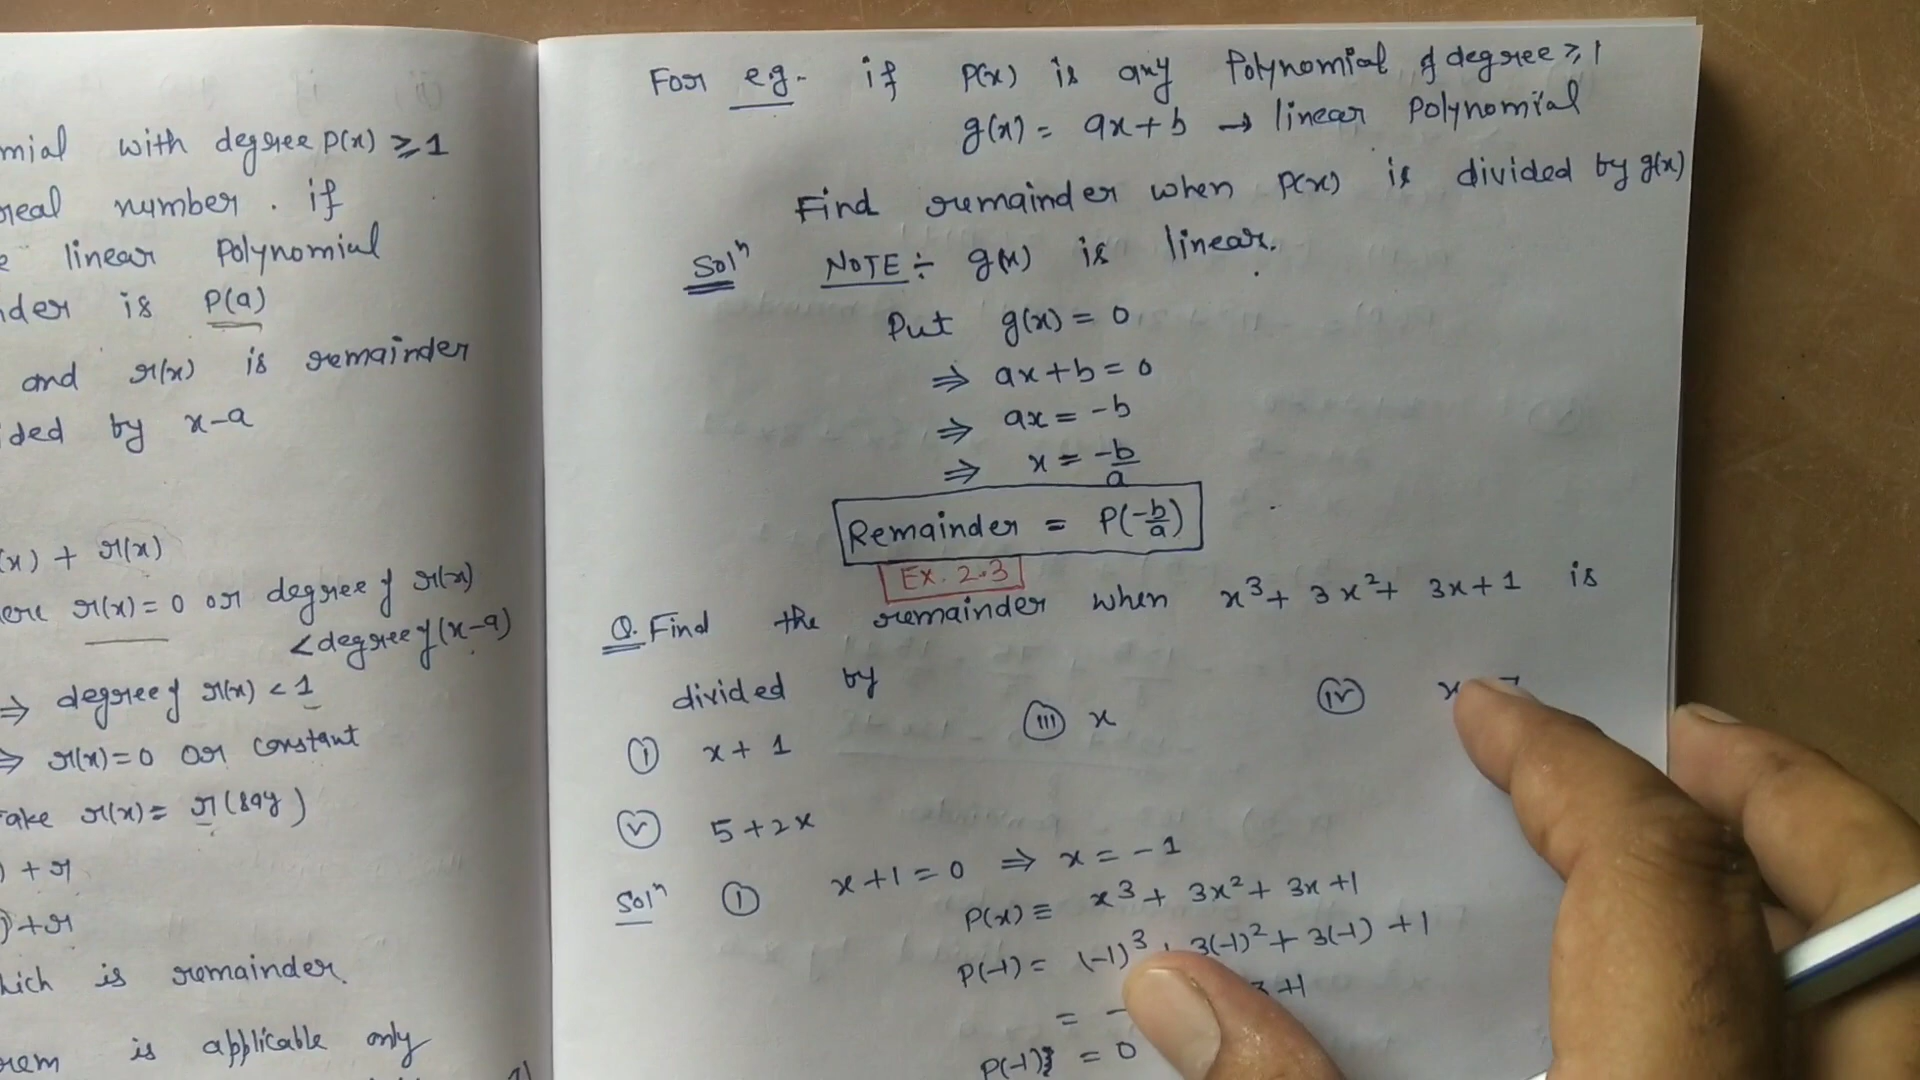 mial with degree P(x) ⩾ 1
real number. if
linear Polynomial
der is P(a)
and r(x) is remainder
ded by x-a
(x) + r(x)
ere r(x) = 0 or degree of r(x)
< degree of (x-a)
⇒ degree of r(x) < 1
⇒ r(x) = 0 or constant
ake r(x) = r (say)
) + r
) + r
hich is remainder.
rem is applicable only
For eg. if P(x) is any Polynomial of degree ⩾ 1
g(x) = ax + b → linear Polynomial
Find remainder when P(x) is divided by g(x)
Solⁿ NOTE ÷ g(x) is linear.
Put g(x) = 0
⇒ ax + b = 0
⇒ ax = -b
⇒ x = -b/a
Remainder = P(-b/a)
Ex. 2.3
Q. Find the remainder when x³ + 3x² + 3x + 1 is
divided by
(i) x + 1 (iii) x (iv) x
(v) 5 + 2x
Solⁿ (i) x + 1 = 0 ⇒ x = -1
P(x) ≡ x³ + 3x² + 3x + 1
P(-1) = (-1)³ + 3(-1)² + 3(-1) + 1
= - 3 + 1
P(-1) = 0